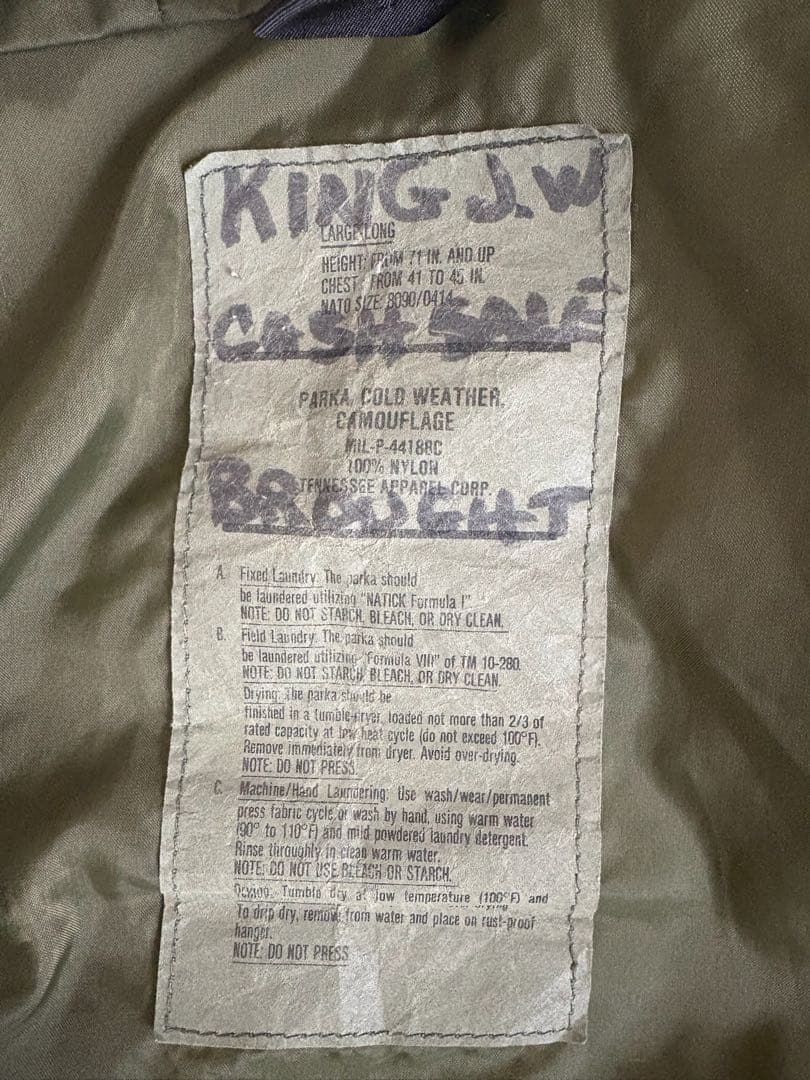 KING J.W
LARGE-LONG
HEIGHT: FROM 71 IN. AND UP
CHEST: FROM 41 TO 45 IN.
NATO SIZE: 8090/0414
CASH SALE
PARKA, COLD WEATHER,
CAMOUFLAGE
MIL-P-44188C
100% NYLON
TENNESSEE APPAREL CORP.
BROUGHT
A. Fixed Laundry: The parka should
be laundered utilizing "NATICK Formula I"
NOTE: DO NOT STARCH, BLEACH, OR DRY CLEAN.
B. Field Laundry: The parka should
be laundered utilizing "Formula VIII" of TM 10-280.
NOTE: DO NOT STARCH, BLEACH, OR DRY CLEAN.
Drying: The parka should be
finished in a tumble-dryer, loaded not more than 2/3 of
rated capacity at low heat cycle (do not exceed 100°F).
Remove immediately from dryer. Avoid over-drying.
NOTE: DO NOT PRESS.
C. Machine/Hand Laundering: Use wash/wear/permanent
press fabric cycle or wash by hand, using warm water
(90° to 110°F) and mild powdered laundry detergent.
Rinse throughly in clean warm water.
NOTE: DO NOT USE BLEACH OR STARCH.
Drying: Tumble dry at low temperature (100°F) and
To drip dry, remove from water and place on rust-proof
hanger.
NOTE: DO NOT PRESS